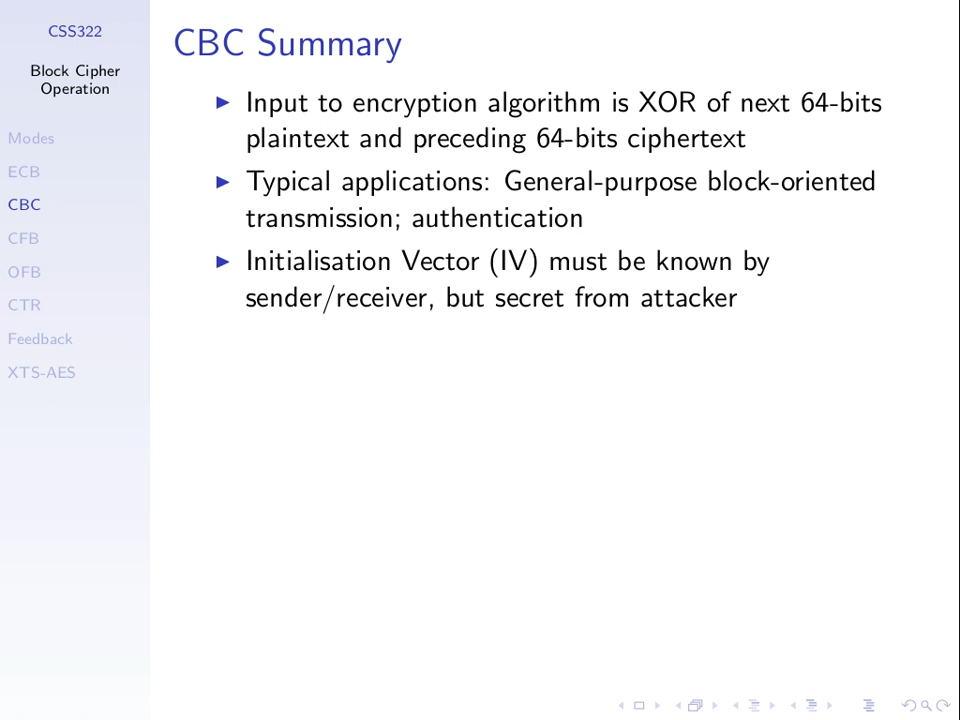 CSS322
Block Cipher
Operation
Modes
ECB
CBC
CFB
OFB
CTR
Feedback
XTS-AES
CBC Summary
Input to encryption algorithm is XOR of next 64-bits
plaintext and preceding 64-bits ciphertext
Typical applications: General-purpose block-oriented
transmission; authentication
Initialisation Vector (IV) must be known by
sender/receiver, but secret from attacker